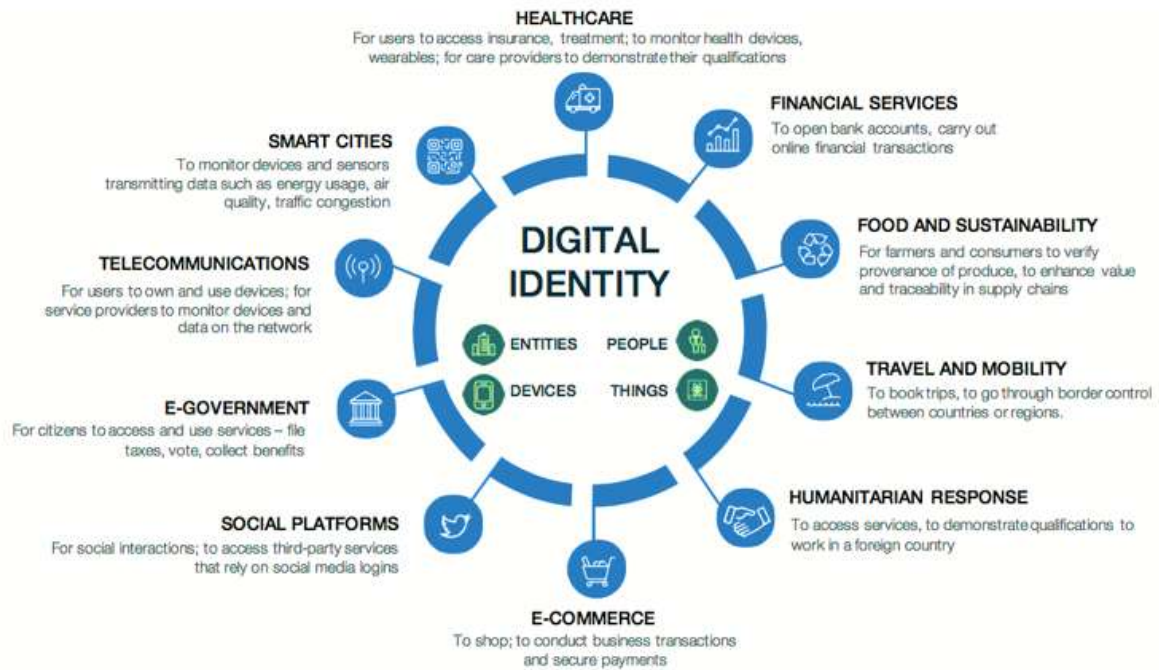 HEALTHCARE
For users to access insurance, treatment; to monitor health devices,
wearables; for care providers to demonstrate their qualifications
FINANCIAL SERVICES
To open bank accounts, carry out
online financial transactions
FOOD AND SUSTAINABILITY
For farmers and consumers to verify
provenance of produce, to enhance value
and traceability in supply chains
TRAVEL AND MOBILITY
To book trips, to go through border control
between countries or regions.
HUMANITARIAN RESPONSE
To access services, to demonstrate qualifications to
work in a foreign country
E-COMMERCE
To shop; to conduct business transactions
and secure payments
SOCIAL PLATFORMS
For social interactions; to access third-party services
that rely on social media logins
E-GOVERNMENT
For citizens to access and use services – file
taxes, vote, collect benefits
TELECOMMUNICATIONS
For users to own and use devices; for
service providers to monitor devices and
data on the network
SMART CITIES
To monitor devices and sensors
transmitting data such as energy usage, air
quality, traffic congestion
DIGITAL
IDENTITY
ENTITIES
PEOPLE
DEVICES
THINGS